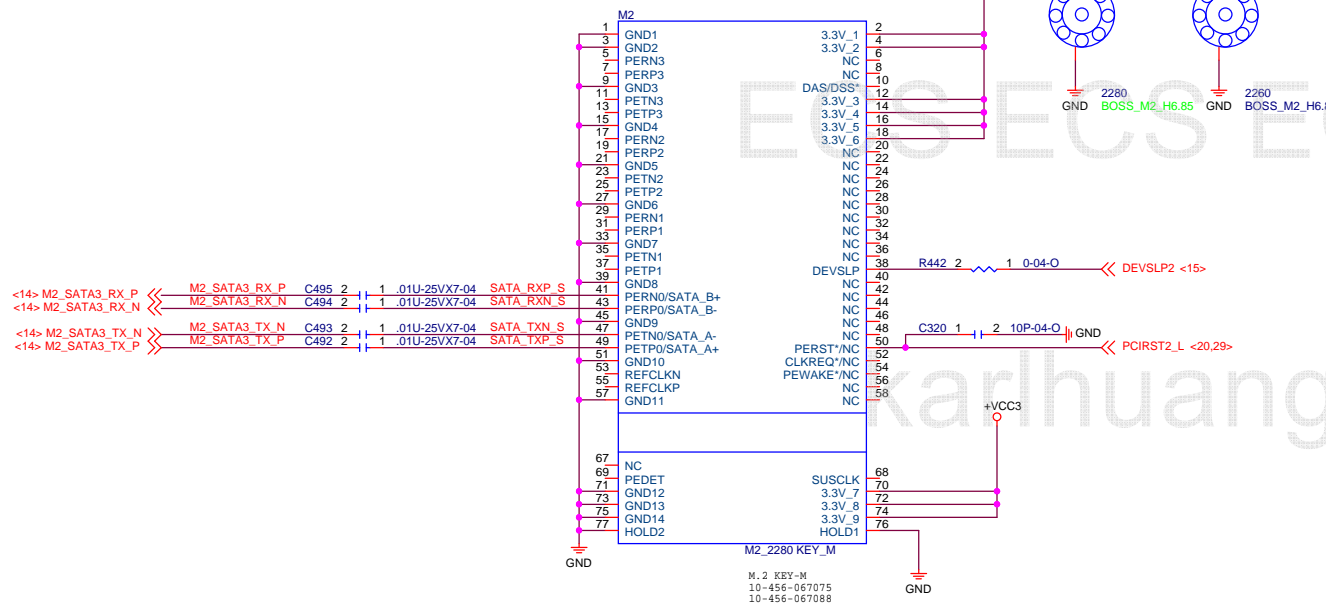 M2
1 GND1 3.3V_1 2
3 GND2 3.3V_2 4
5 PERN3 NC 6
7 PERP3 NC 8
9 GND3 DAS/DSS* 10
11 PETN3 3.3V_3 12
13 PETP3 3.3V_4 14
15 GND4 3.3V_5 16
17 PERN2 3.3V_6 18
19 PERP2 NC 20
21 GND5 NC 22
23 PETN2 NC 24
25 PETP2 NC 26
27 GND6 NC 28
29 PERN1 NC 30
31 PERP1 NC 32
33 GND7 NC 34
35 PETN1 NC 36
37 PETP1 DEVSLP 38 R442 2 1 0-04-O DEVSLP2 <15>
39 GND8 NC 40
<14> M2_SATA3_RX_P M2_SATA3_RX_P C495 2 1 .01U-25VX7-04 SATA_RXP_S 41 PERN0/SATA_B+ NC 42
<14> M2_SATA3_RX_N M2_SATA3_RX_N C494 2 1 .01U-25VX7-04 SATA_RXN_S 43 PERP0/SATA_B- NC 44
45 GND9 NC 46
<14> M2_SATA3_TX_N M2_SATA3_TX_N C493 2 1 .01U-25VX7-04 SATA_TXN_S 47 PETN0/SATA_A- NC 48 C320 1 2 10P-04-O GND
<14> M2_SATA3_TX_P M2_SATA3_TX_P C492 2 1 .01U-25VX7-04 SATA_TXP_S 49 PETP0/SATA_A+ PERST*/NC 50 PCIRST2_L <20,29>
51 GND10 CLKREQ*/NC 52
53 REFCLKN PEWAKE*/NC 54
55 REFCLKP NC 56
57 GND11 NC 58
+VCC3
67 NC
69 PEDET SUSCLK 68
71 GND12 3.3V_7 70
73 GND13 3.3V_8 72
75 GND14 3.3V_9 74
77 HOLD2 HOLD1 76
GND
M2_2280 KEY_M
GND
M.2 KEY-M
10-456-067075
10-456-067088
GND 2280
BOSS_M2_H6.85
GND 2260
BOSS_M2_H6.8
ECS ECS
karlhuang